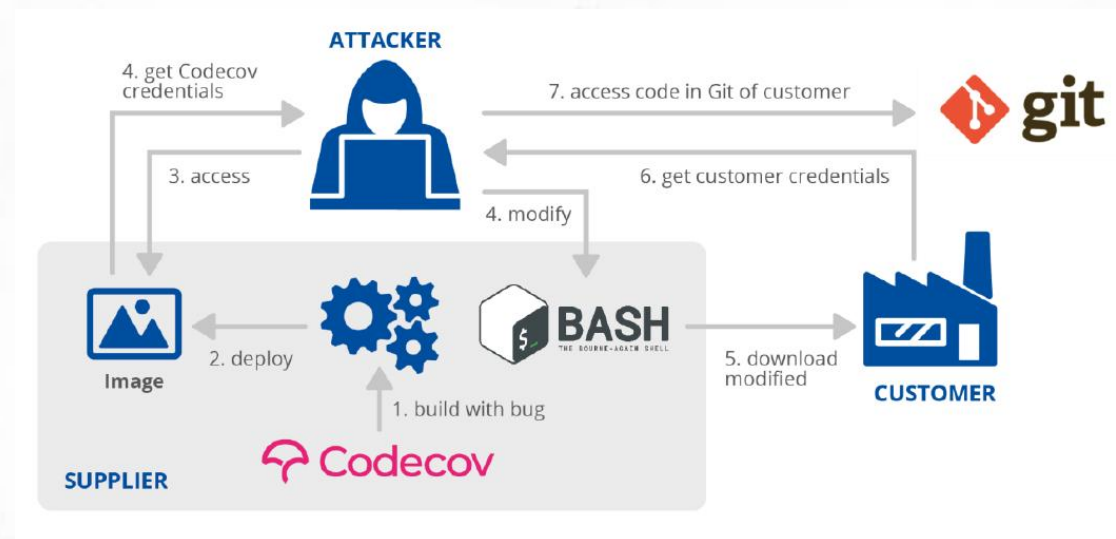 ATTACKER
4. get Codecov
credentials
7. access code in Git of customer
git
3. access
6. get customer credentials
4. modify
$_
BASH
THE BOURNE-AGAIN SHELL
2. deploy
Image
5. download
modified
1. build with bug
CUSTOMER
Codecov
SUPPLIER